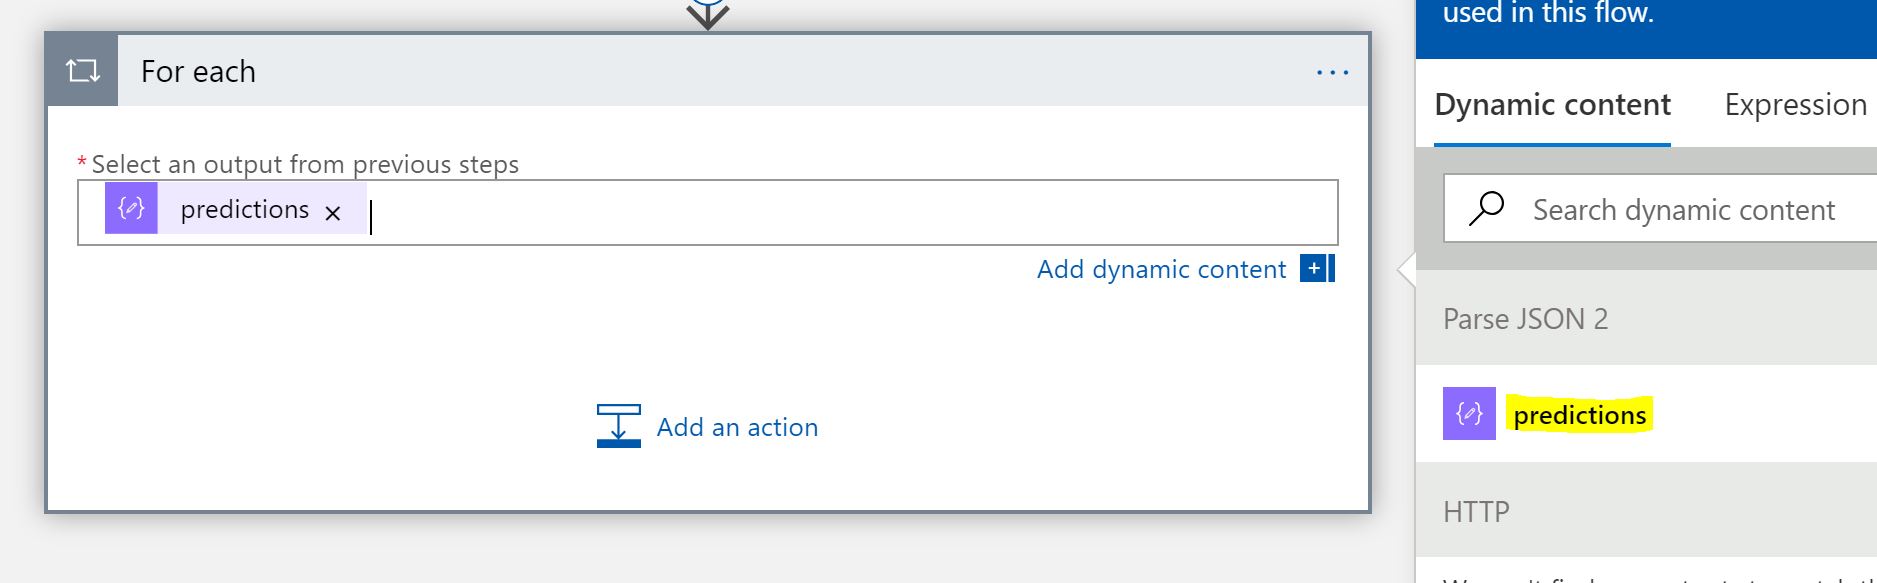 used in this flow.
For each
...
Dynamic content Expression
* Select an output from previous steps
predictions ×
Search dynamic content
Add dynamic content
Parse JSON 2
predictions
Add an action
HTTP